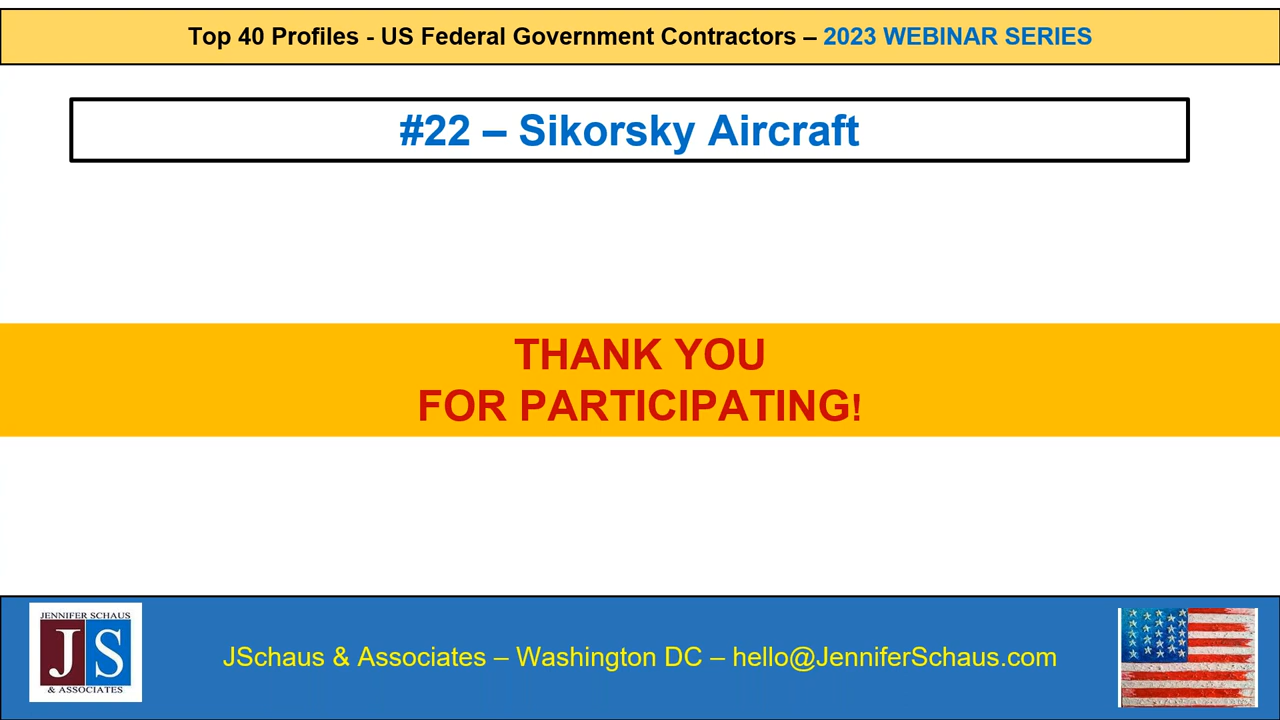 Top 40 Profiles - US Federal Government Contractors – 2023 WEBINAR SERIES
#22 – Sikorsky Aircraft
THANK YOU
FOR PARTICIPATING!
JENNIFER SCHAUS
JS
& ASSOCIATES
JSchaus & Associates – Washington DC – hello@JenniferSchaus.com